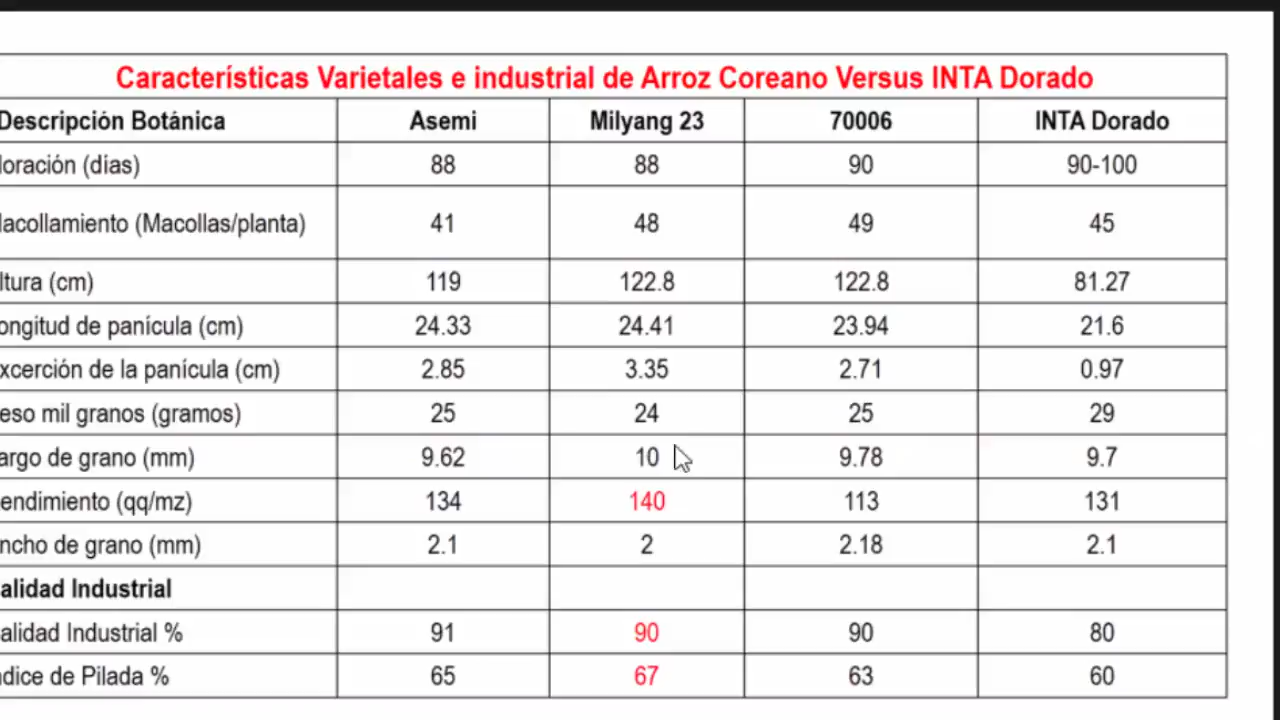 Características Varietales e industrial de Arroz Coreano Versus INTA Dorado
Descripción Botánica Asemi Milyang 23 70006 INTA Dorado
loración (días) 88 88 90 90-100
lacollamiento (Macollas/planta) 41 48 49 45
ltura (cm) 119 122.8 122.8 81.27
ongitud de panícula (cm) 24.33 24.41 23.94 21.6
xcerción de la panícula (cm) 2.85 3.35 2.71 0.97
eso mil granos (gramos) 25 24 25 29
argo de grano (mm) 9.62 10 9.78 9.7
endimiento (qq/mz) 134 140 113 131
ncho de grano (mm) 2.1 2 2.18 2.1
alidad Industrial
alidad Industrial % 91 90 90 80
dice de Pilada % 65 67 63 60